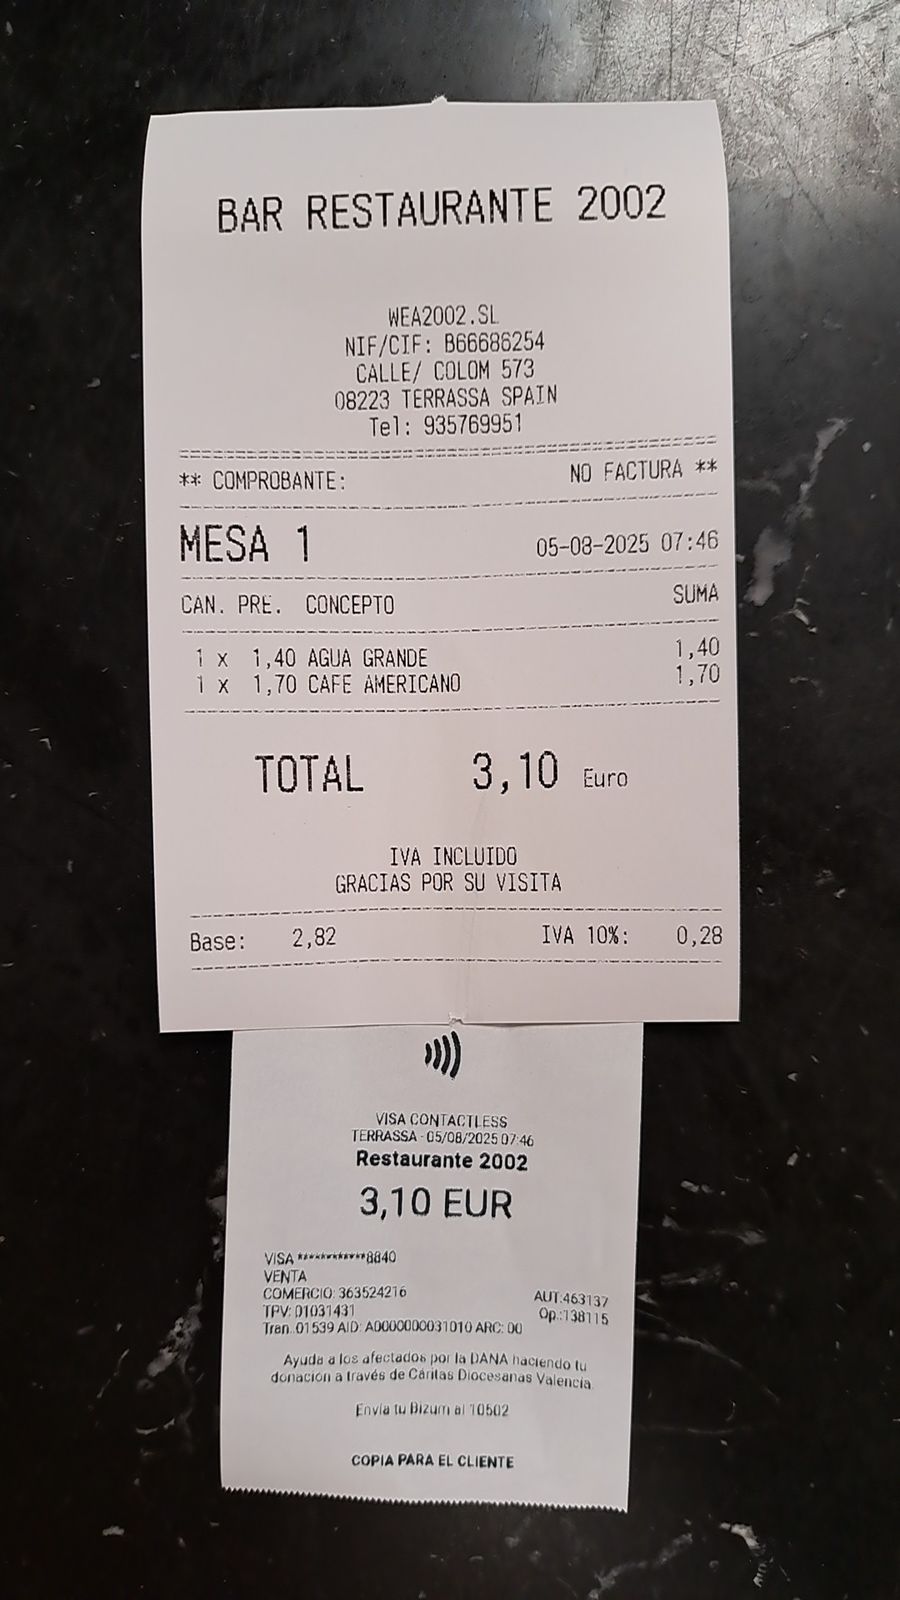 BAR RESTAURANTE 2002
WEA2002.SL
NIF/CIF: B66686254
CALLE/ COLOM 573
08223 TERRASSA SPAIN
Tel: 935769951
** COMPROBANTE: NO FACTURA **
MESA 1 05-08-2025 07:46
CAN. PRE. CONCEPTO SUMA
1 x 1,40 AGUA GRANDE 1,40
1 x 1,70 CAFE AMERICANO 1,70
TOTAL 3,10 Euro
IVA INCLUIDO
GRACIAS POR SU VISITA
Base: 2,82 IVA 10%: 0,28
VISA CONTACTLESS
TERRASSA - 05/08/2025 07:46
Restaurante 2002
3,10 EUR
VISA ************8840
VENTA
COMERCIO: 363524216 AUT:463137
TPV: 01031431 Op.:138115
Tran.:01539 AID: A0000000031010 ARC: 00
Ayuda a los afectados por la DANA haciendo tu
donación a través de Cáritas Diocesanas Valencia.
Envía tu Bizum al 10502
COPIA PARA EL CLIENTE